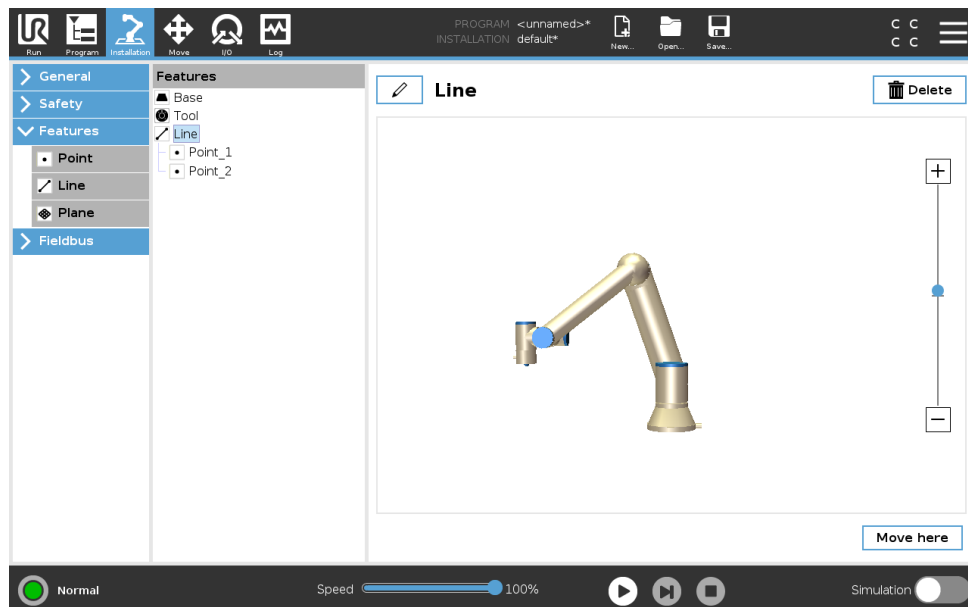 PROGRAM <unnamed>*
INSTALLATION default*
UR
Run
Program
Installation
Move
I/O
Log
New...
Open...
Save...
C C
C C
General
Safety
Features
Point
Line
Plane
Fieldbus
Features
Base
Tool
Line
Point_1
Point_2
Line
Delete
Move here
Normal
Speed
100%
Simulation